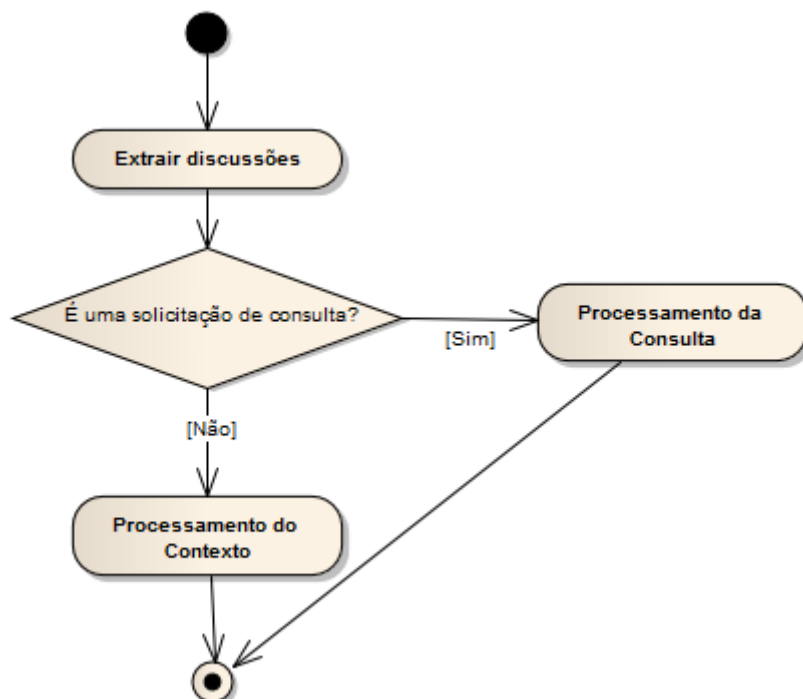 Extrair discussões
É uma solicitação de consulta?
[Sim]
Processamento da
Consulta
[Não]
Processamento do
Contexto